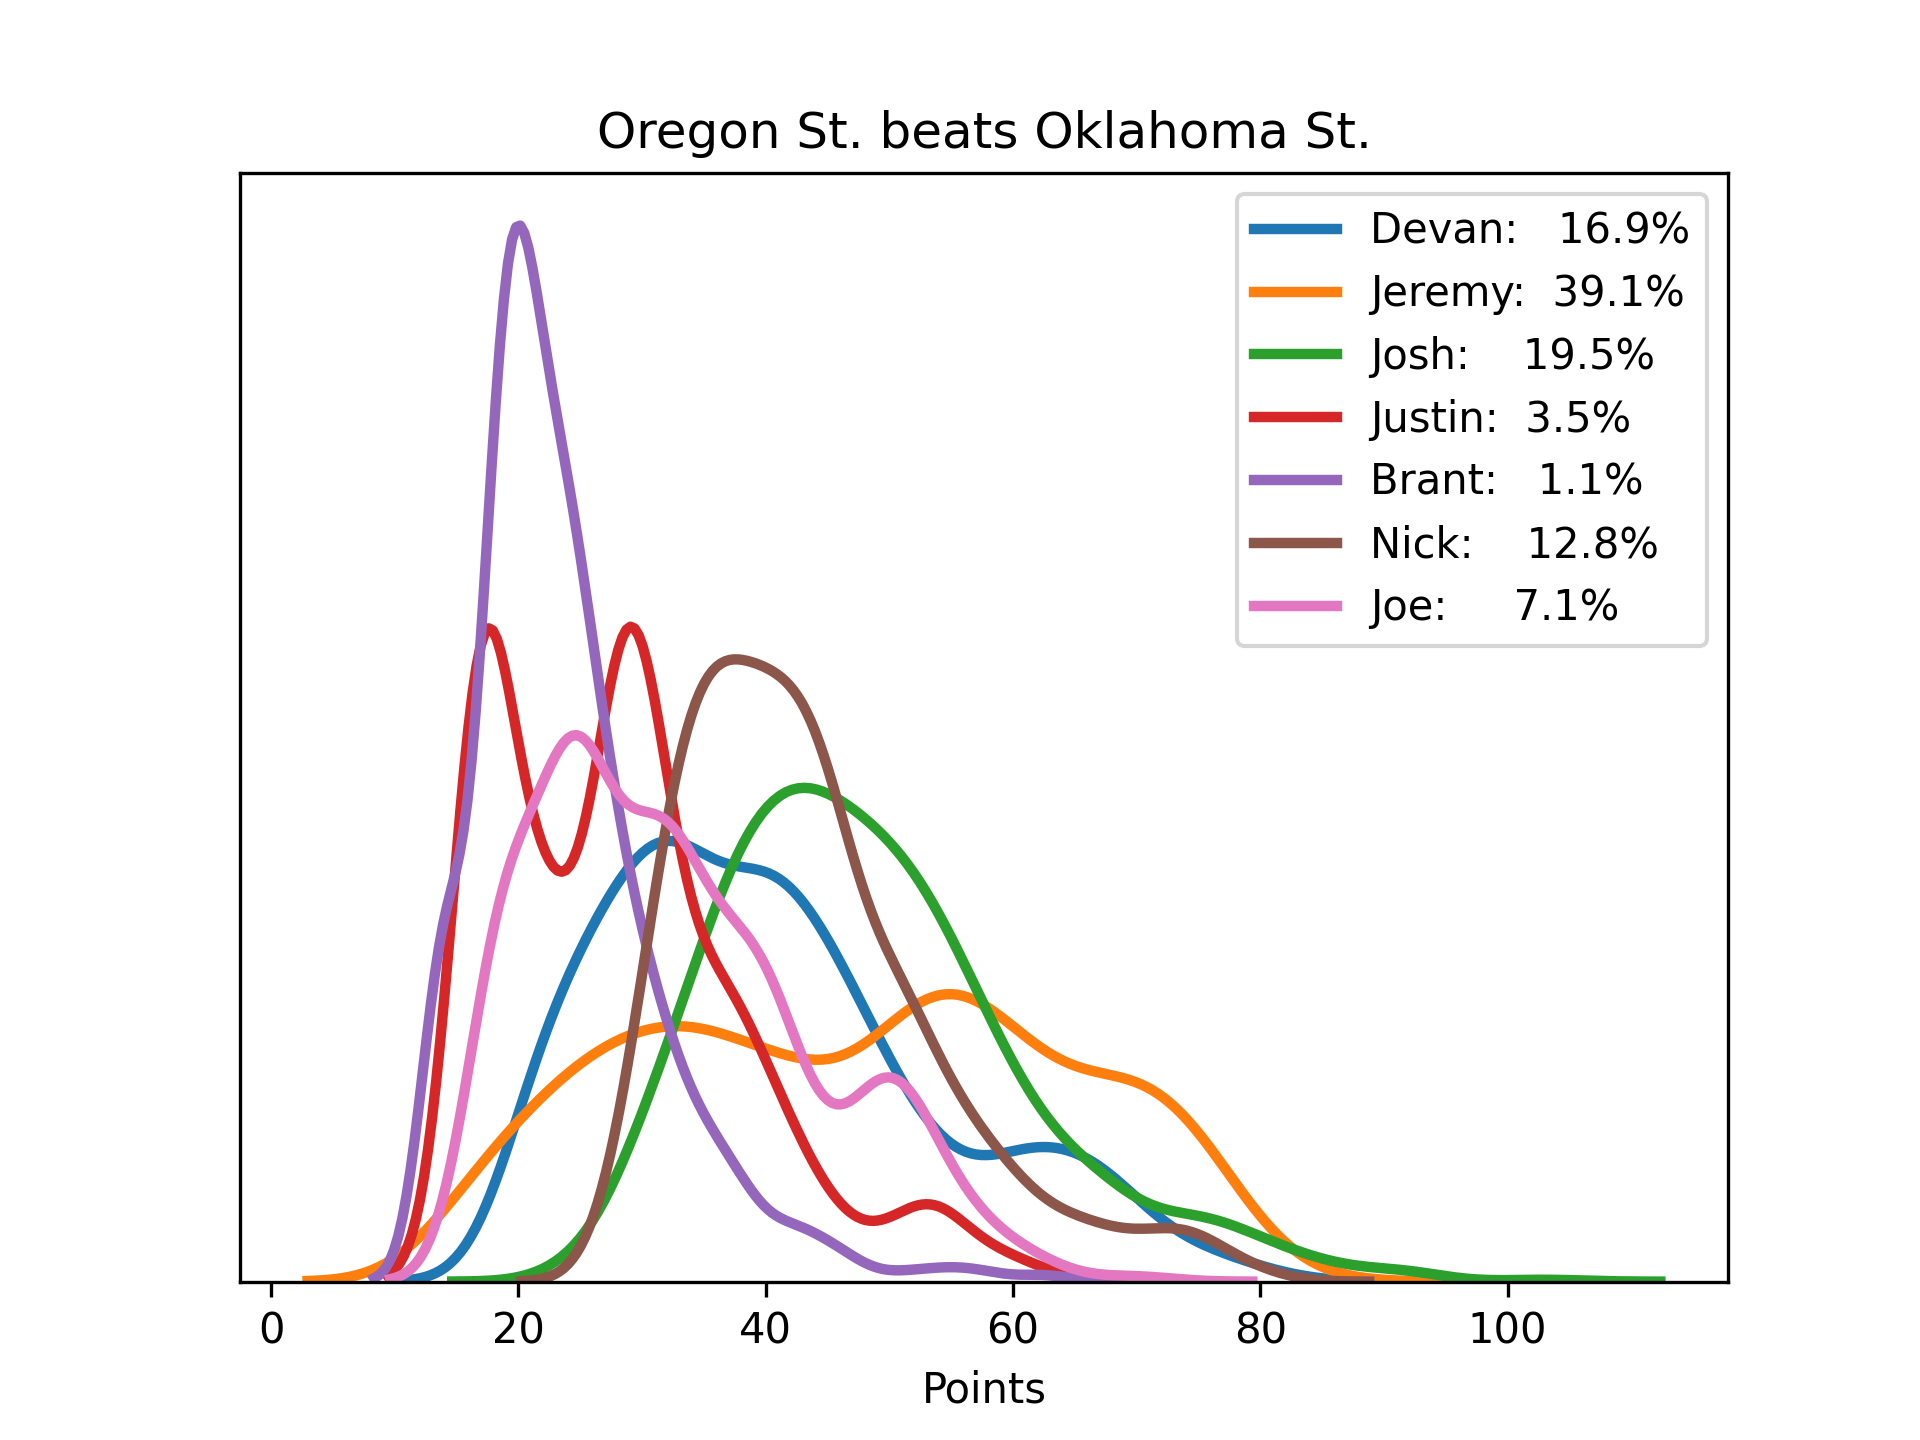 Oregon St. beats Oklahoma St.
Devan: 16.9%
Jeremy: 39.1%
Josh: 19.5%
Justin: 3.5%
Brant: 1.1%
Nick: 12.8%
Joe: 7.1%
0 20 40 60 80 100
Points